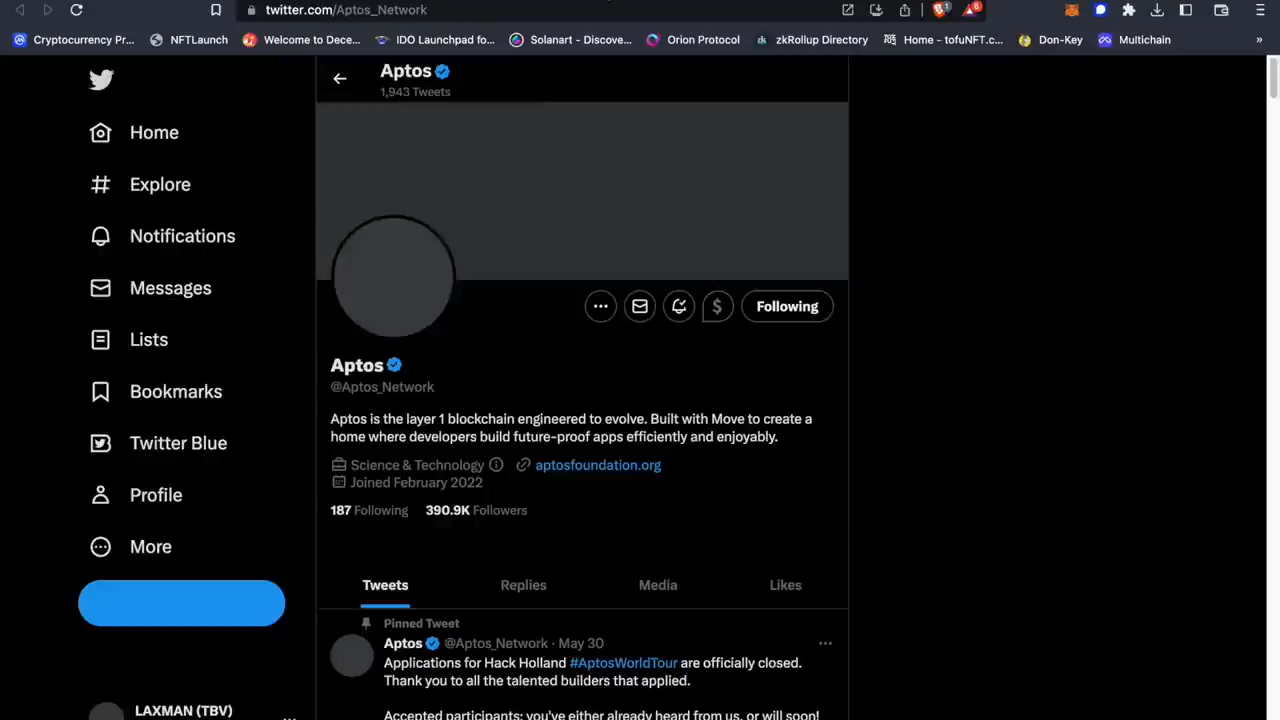 twitter.com/Aptos_Network
1
6
Cryptocurrency Pr...
NFTLaunch
Welcome to Dece...
IDO Launchpad fo...
Solanart - Discove...
Orion Protocol
zkRollup Directory
Home - tofuNFT.c...
Don-Key
Multichain
»
Aptos
1,943 Tweets
Home
Explore
Notifications
Messages
Lists
Bookmarks
Twitter Blue
Profile
More
LAXMAN (TBV)
Following
Aptos
@Aptos_Network
Aptos is the layer 1 blockchain engineered to evolve. Built with Move to create a
home where developers build future-proof apps efficiently and enjoyably.
Science & Technology aptosfoundation.org
Joined February 2022
187 Following 390.9K Followers
Tweets Replies Media Likes
Pinned Tweet
Aptos @Aptos_Network · May 30
Applications for Hack Holland #AptosWorldTour are officially closed.
Thank you to all the talented builders that applied.
Accepted participants: you've either already heard from us, or will soon!